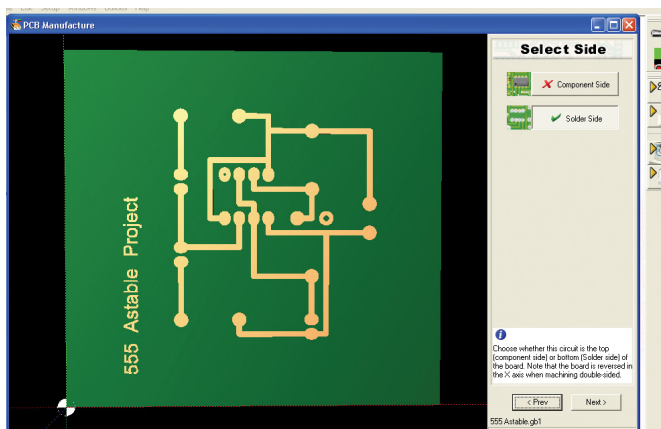 PCB Manufacture
Select Side
Component Side
Solder Side
555 Astable Project
Choose whether this circuit is the top
(component side) or bottom (Solder side) of
the board. Note that the board is reversed in
the X axis when machining double-sided.
< Prev
Next >
555 Astable.gb1